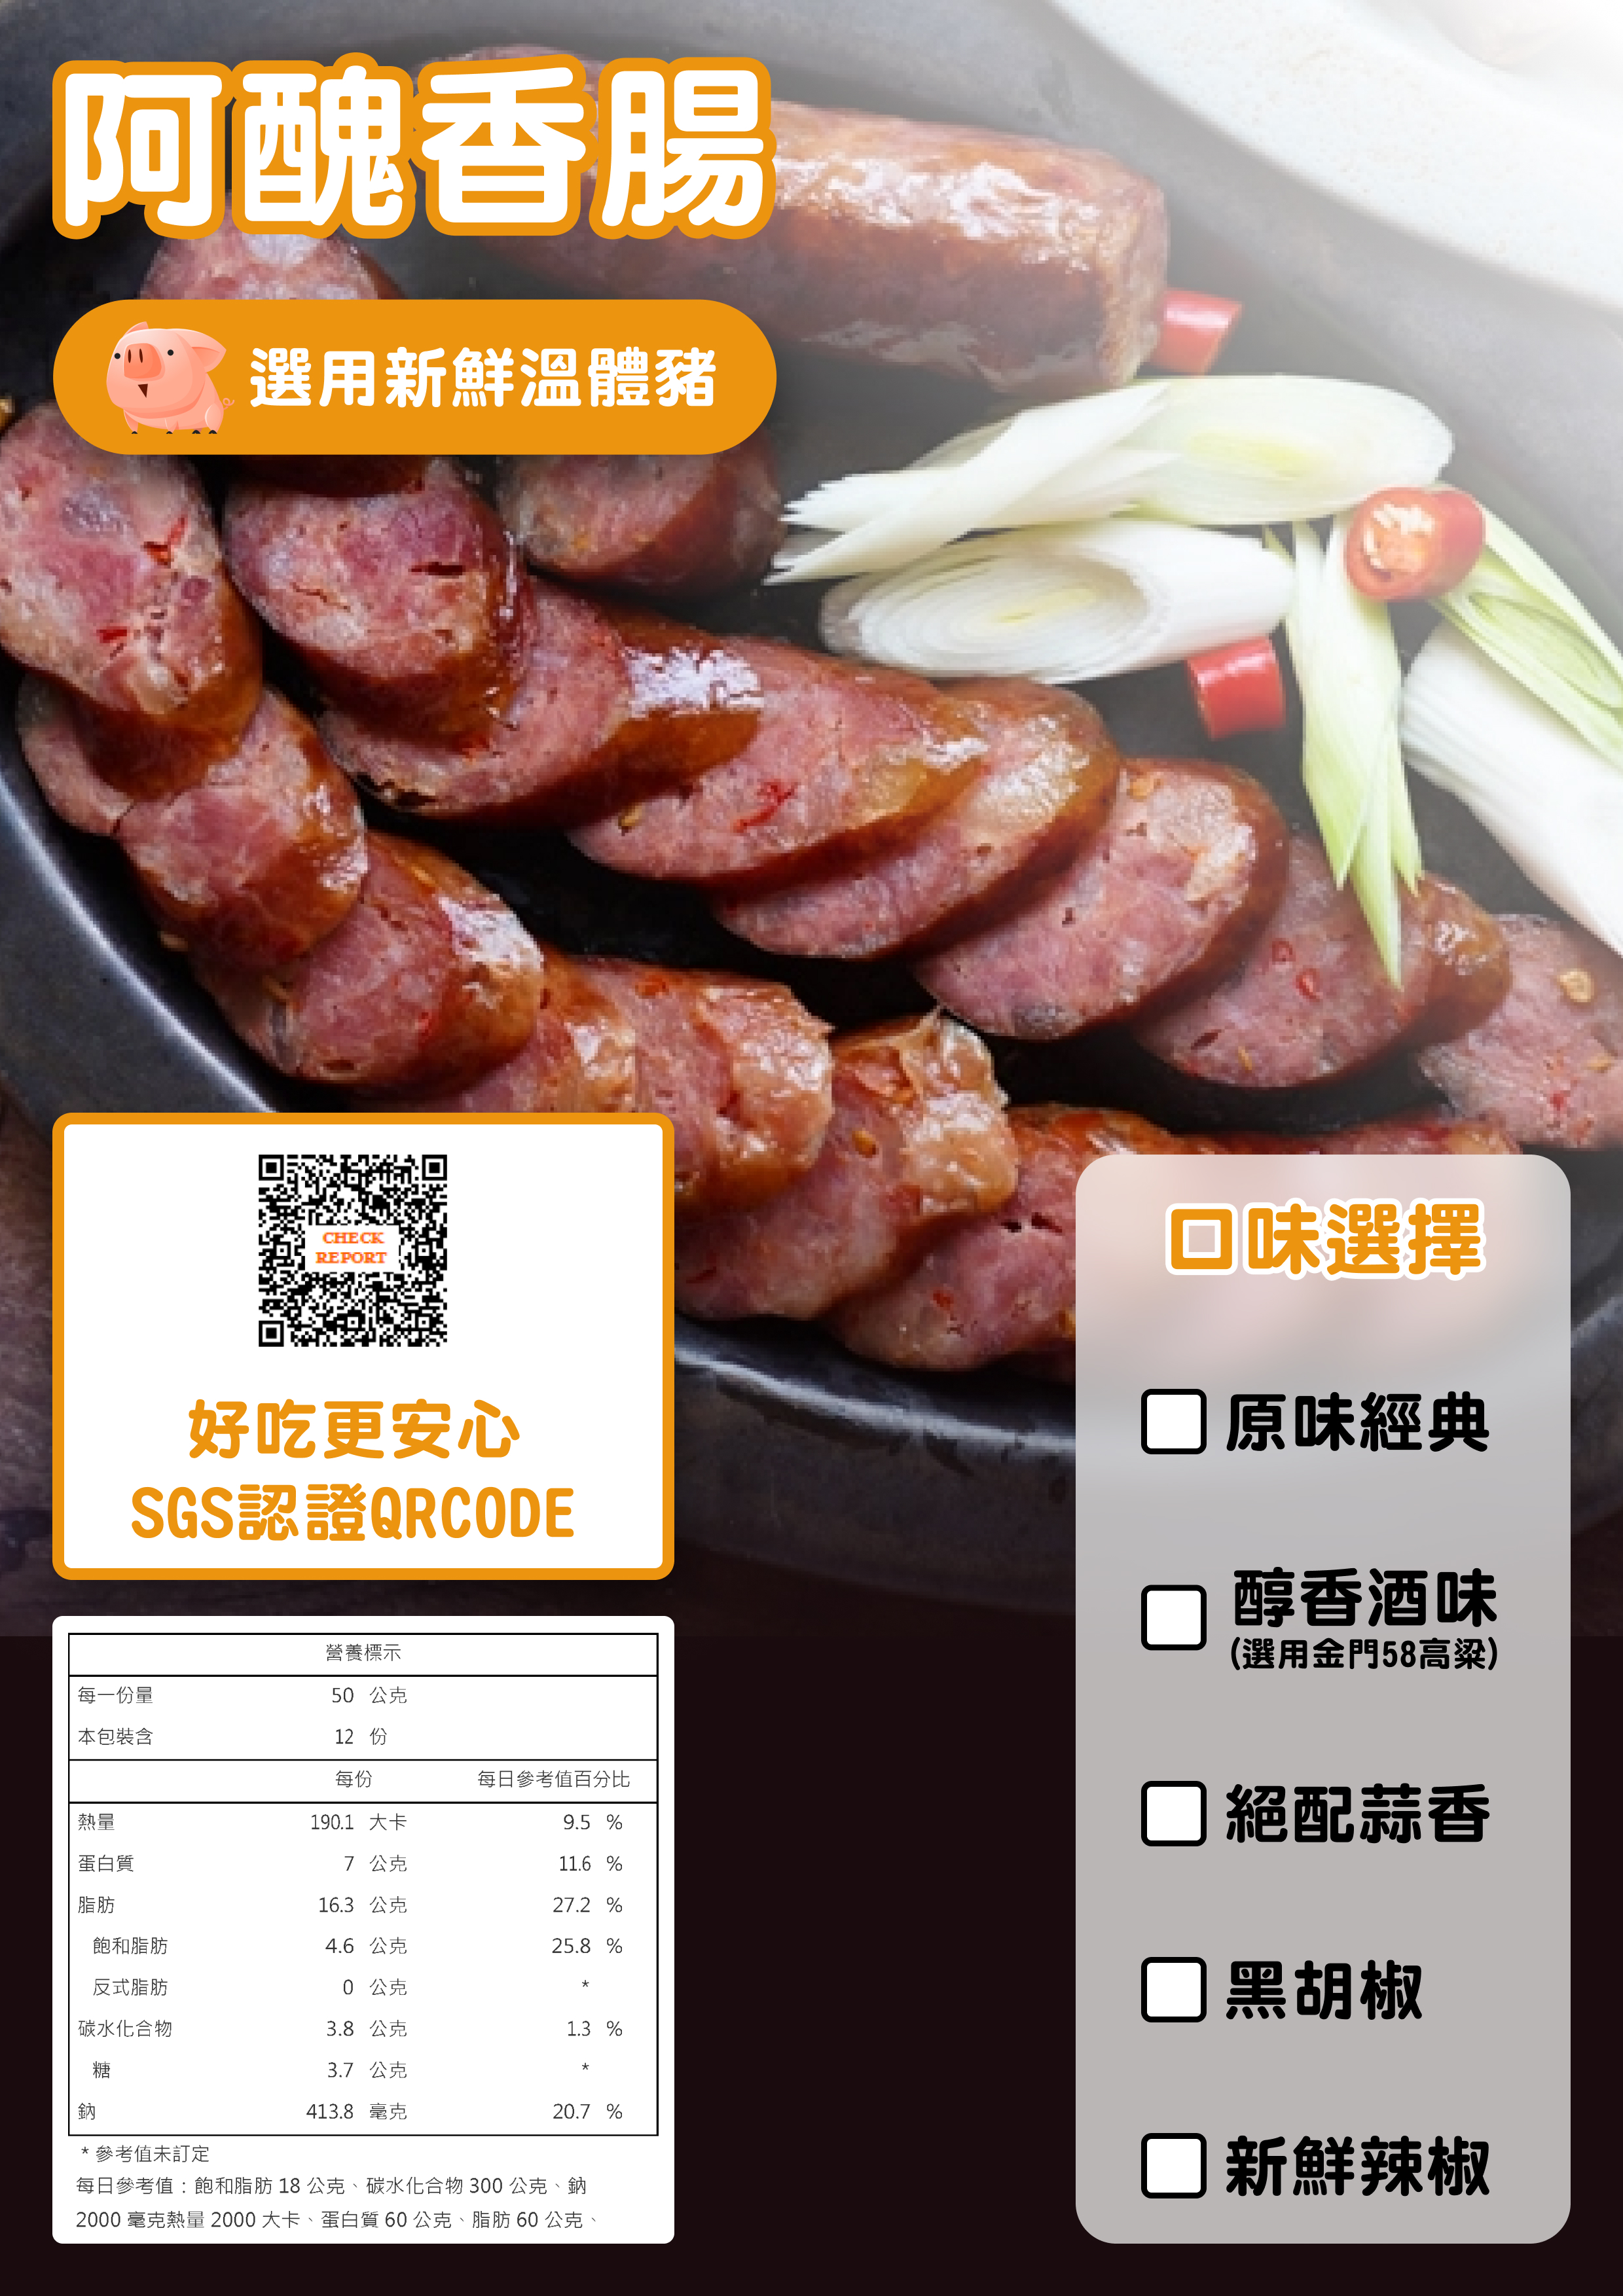 阿醜香腸
選用新鮮溫體豬
CHECK
REPORT
好吃更安心
SGS認證QRCODE
營養標示
每一份量 50 公克
本包裝含 12 份
每份 每日參考值百分比
熱量 190.1 大卡 9.5 %
蛋白質 7 公克 11.6 %
脂肪 16.3 公克 27.2 %
飽和脂肪 4.6 公克 25.8 %
反式脂肪 0 公克 *
碳水化合物 3.8 公克 1.3 %
糖 3.7 公克 *
鈉 413.8 毫克 20.7 %
* 參考值未訂定
每日參考值：飽和脂肪 18 公克、碳水化合物 300 公克、鈉
2000 毫克熱量 2000 大卡、蛋白質 60 公克、脂肪 60 公克、
口味選擇
原味經典
醇香酒味
(選用金門58高粱)
絕配蒜香
黑胡椒
新鮮辣椒